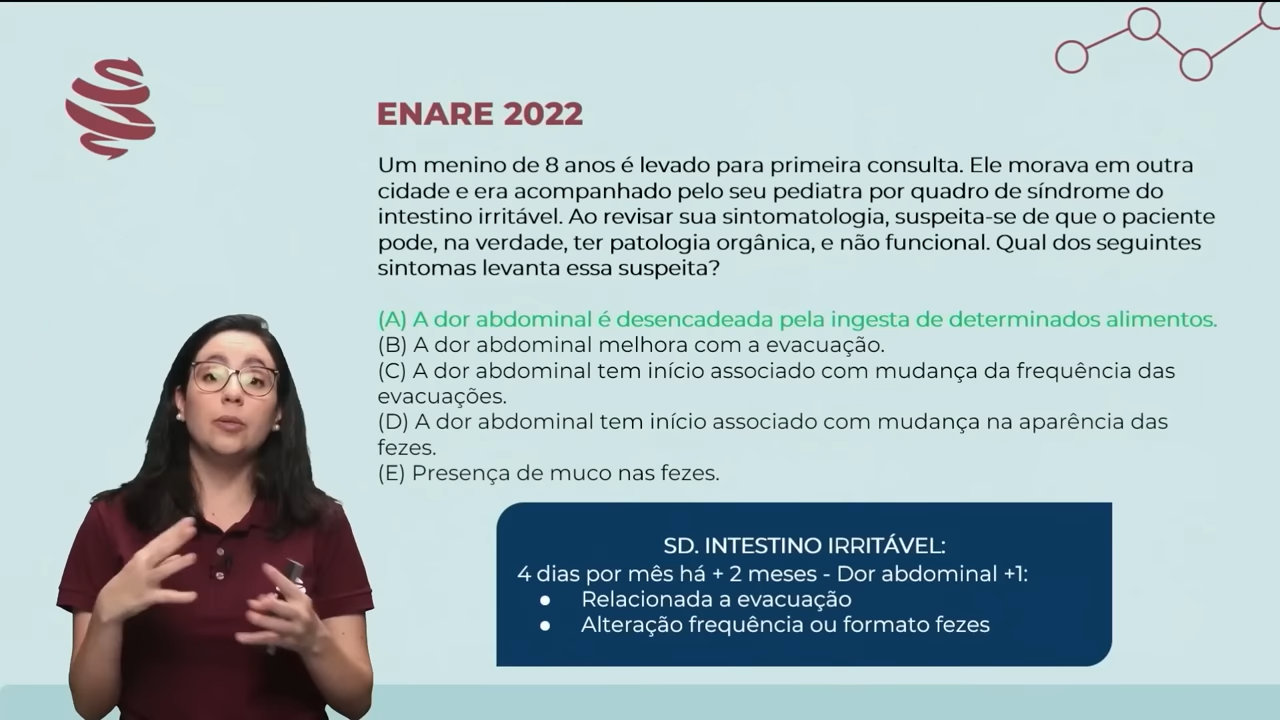 ENARE 2022
Um menino de 8 anos é levado para primeira consulta. Ele morava em outra
cidade e era acompanhado pelo seu pediatra por quadro de síndrome do
intestino irritável. Ao revisar sua sintomatologia, suspeita-se de que o paciente
pode, na verdade, ter patologia orgânica, e não funcional. Qual dos seguintes
sintomas levanta essa suspeita?
(A) A dor abdominal é desencadeada pela ingesta de determinados alimentos.
(B) A dor abdominal melhora com a evacuação.
(C) A dor abdominal tem início associado com mudança da frequência das
evacuações.
(D) A dor abdominal tem início associado com mudança na aparência das
fezes.
(E) Presença de muco nas fezes.
SD. INTESTINO IRRITÁVEL:
4 dias por mês há + 2 meses - Dor abdominal +1:
● Relacionada a evacuação
● Alteração frequência ou formato fezes